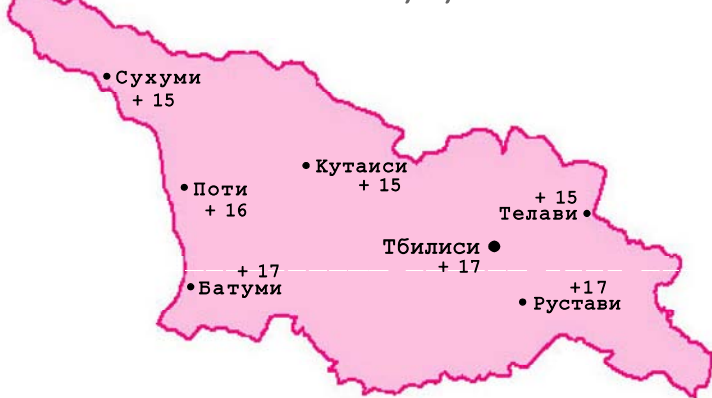 Сухуми
+ 15
Кутаиси
+ 15
Поти
+ 16
+ 15
Телави
Тбилиси
+ 17
+ 17
Батуми
+17
Рустави